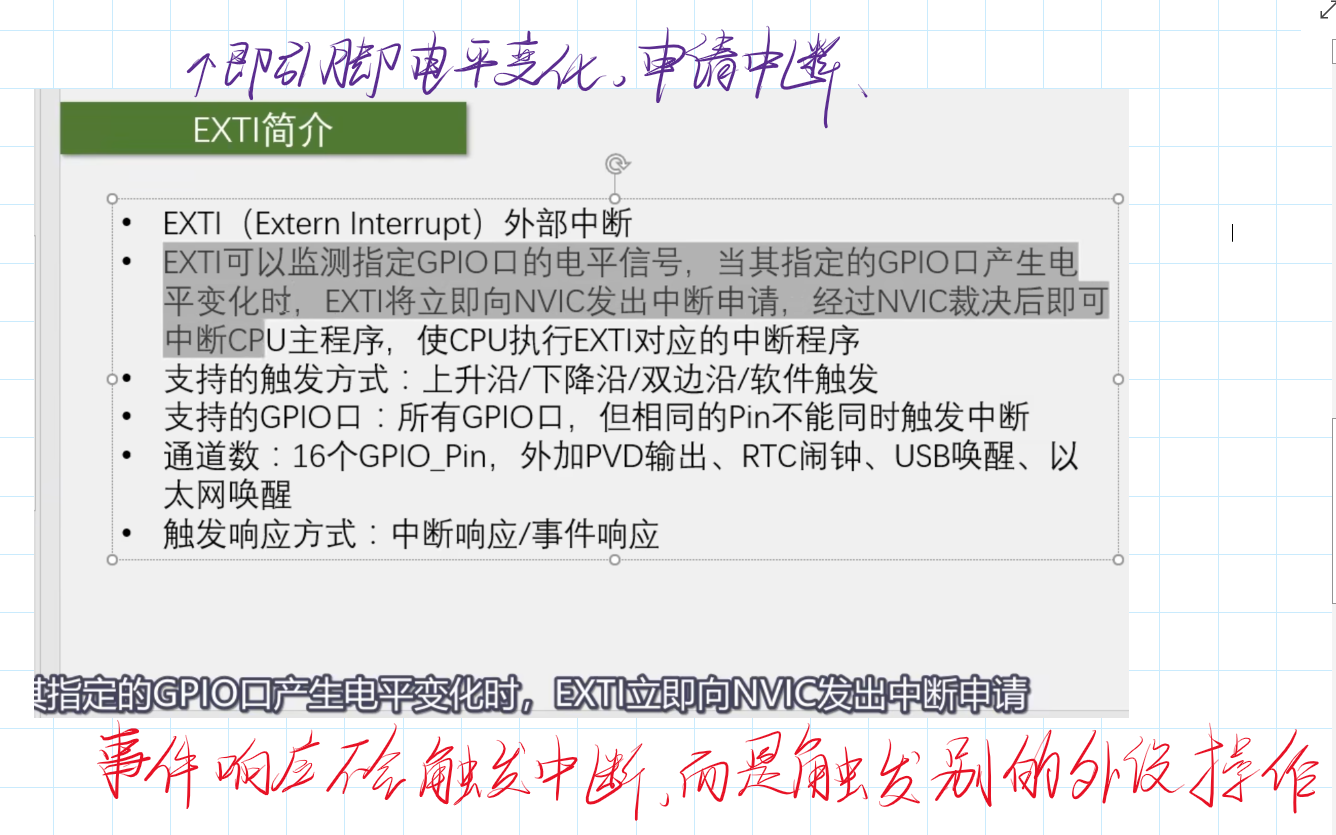 ↑即引脚电平变化,申请中断、
EXTI简介
• EXTI（Extern Interrupt）外部中断
• EXTI可以监测指定GPIO口的电平信号，当其指定的GPIO口产生电
平变化时，EXTI将立即向NVIC发出中断申请，经过NVIC裁决后即可
中断CPU主程序，使CPU执行EXTI对应的中断程序
• 支持的触发方式：上升沿/下降沿/双边沿/软件触发
• 支持的GPIO口：所有GPIO口，但相同的Pin不能同时触发中断
• 通道数：16个GPIO_Pin，外加PVD输出、RTC闹钟、USB唤醒、以
太网唤醒
• 触发响应方式：中断响应/事件响应
其指定的GPIO口产生电平变化时，EXTI立即向NVIC发出中断申请
事件响应不会触发中断,而是触发别的外设操作